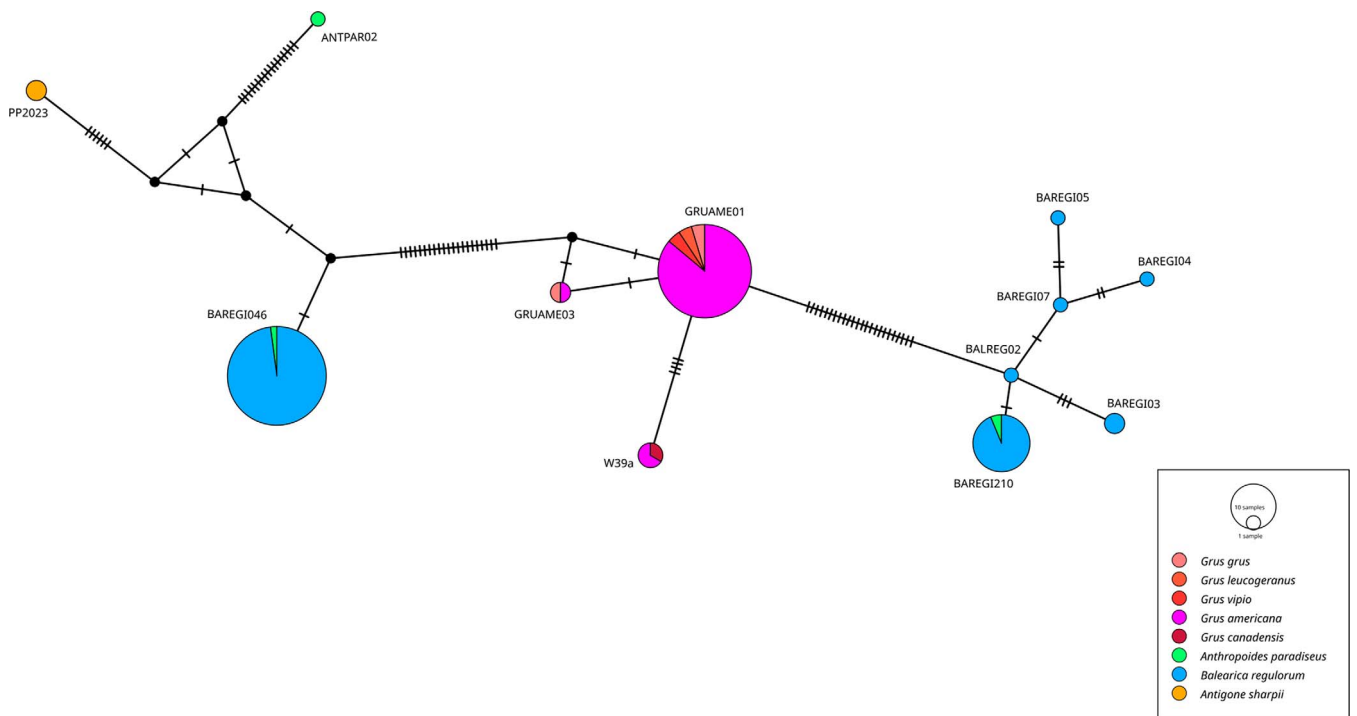 ANTPAR02
PP2023
BAREGI05
GRUAME01
BAREGI04
BAREGI07
GRUAME03
BAREGI046
BALREG02
BAREGI03
W39a
BAREGI210
10 samples
1 sample
Grus grus
Grus leucogeranus
Grus vipio
Grus americana
Grus canadensis
Anthropoides paradiseus
Balearica regulorum
Antigone sharpii